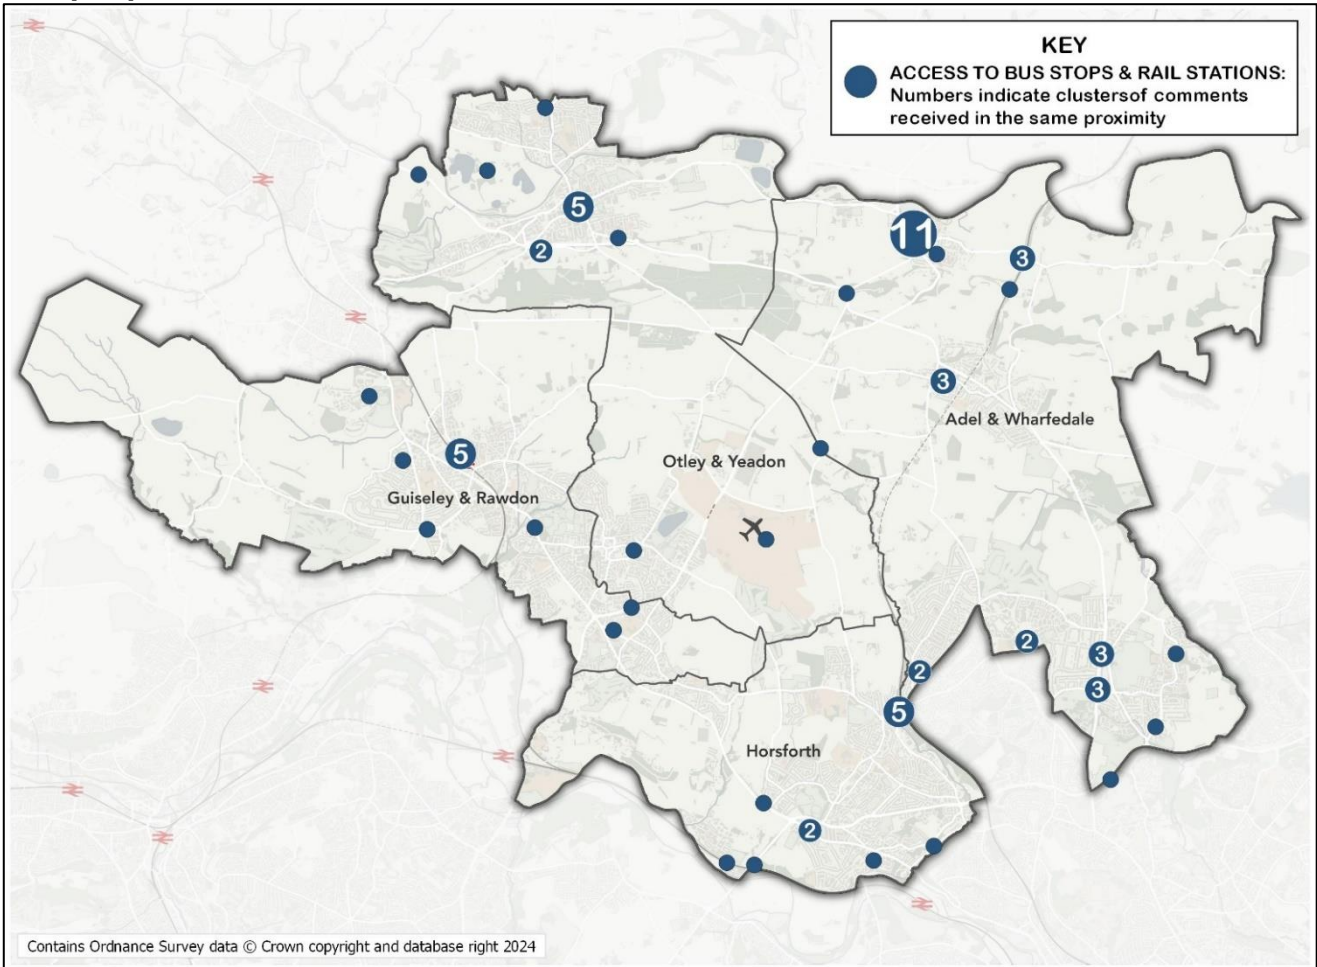 KEY
ACCESS TO BUS STOPS & RAIL STATIONS:
Numbers indicate clustersof comments
received in the same proximity
5
2
11
3
3
Adel & Wharfedale
5
Otley & Yeadon
Guiseley & Rawdon
2
3
2
3
5
Horsforth
2
Contains Ordnance Survey data © Crown copyright and database right 2024